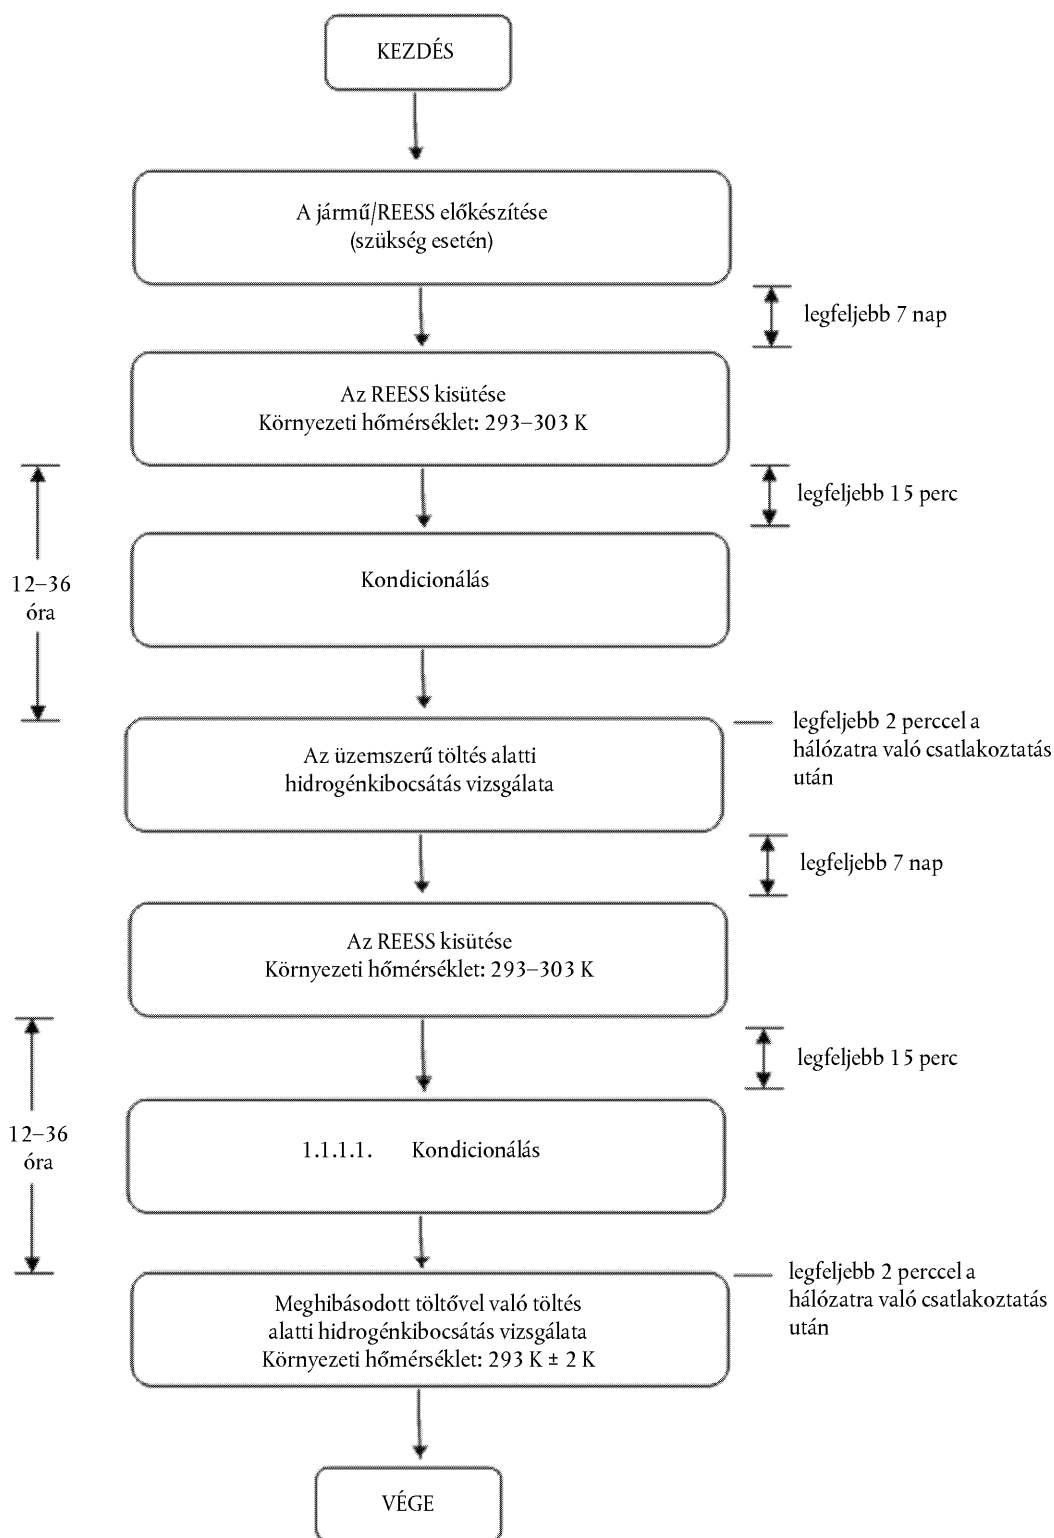 KEZDÉS
A jármű/REESS előkészítése
(szükség esetén)
legfeljebb 7 nap
Az REESS kisütése
Környezeti hőmérséklet: 293–303 K
legfeljebb 15 perc
12–36
óra
Kondicionálás
legfeljebb 2 perccel a
hálózatra való csatlakoztatás
után
Az üzemszerű töltés alatti
hidrogénkibocsátás vizsgálata
legfeljebb 7 nap
Az REESS kisütése
Környezeti hőmérséklet: 293–303 K
legfeljebb 15 perc
12–36
óra
1.1.1.1. Kondicionálás
legfeljebb 2 perccel a
hálózatra való csatlakoztatás
után
Meghibásodott töltővel való töltés
alatti hidrogénkibocsátás vizsgálata
Környezeti hőmérséklet: 293 K ± 2 K
VÉGE